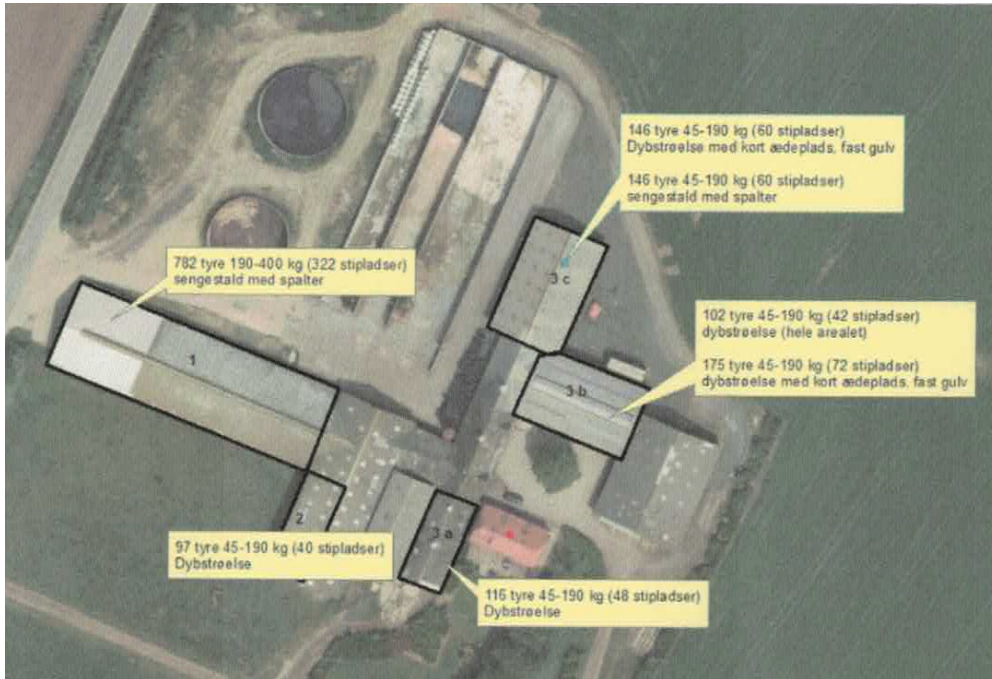 146 tyre 45-190 kg (60 stipladser)
Dybstrøelse med kort ædeplads, fast gulv
146 tyre 45-190 kg (60 stipladser)
sengestald med spalter
782 tyre 190-400 kg (322 stipladser)
sengestald med spalter
3 c
102 tyre 45-190 kg (42 stipladser)
dybstrøelse (hele arealet)
175 tyre 45-190 kg (72 stipladser)
dybstrøelse med kort ædeplads, fast gulv
1
3 b
2
3 a
97 tyre 45-190 kg (40 stipladser)
Dybstrøelse
116 tyre 45-190 kg (48 stipladser)
Dybstrøelse